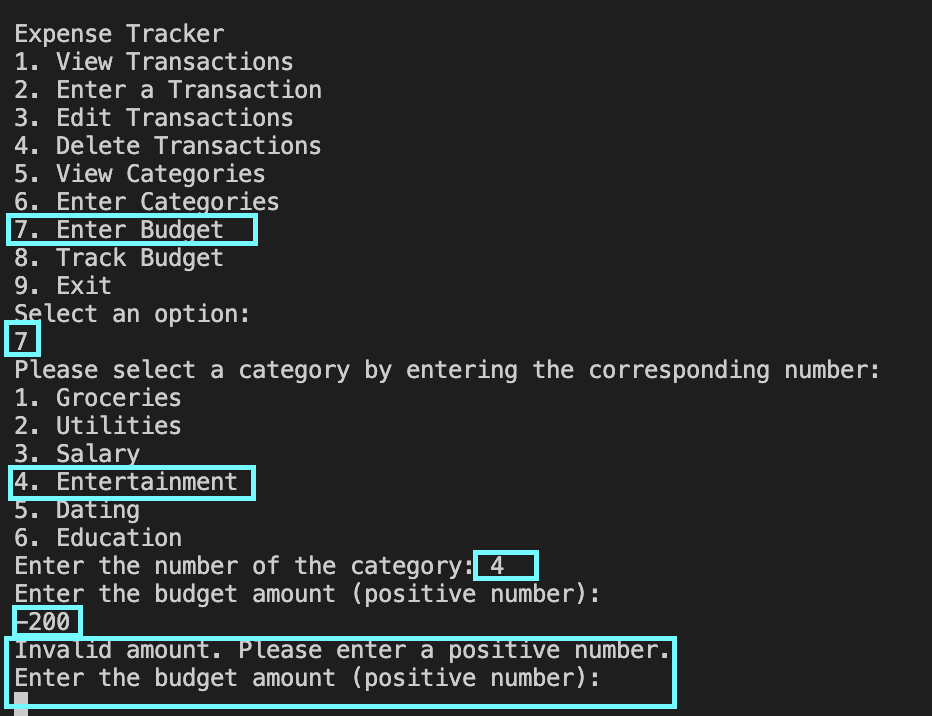 Expense Tracker
1. View Transactions
2. Enter a Transaction
3. Edit Transactions
4. Delete Transactions
5. View Categories
6. Enter Categories
7. Enter Budget
8. Track Budget
9. Exit
Select an option:
7
Please select a category by entering the corresponding number:
1. Groceries
2. Utilities
3. Salary
4. Entertainment
5. Dating
6. Education
Enter the number of the category: 4
Enter the budget amount (positive number):
-200
Invalid amount. Please enter a positive number.
Enter the budget amount (positive number):